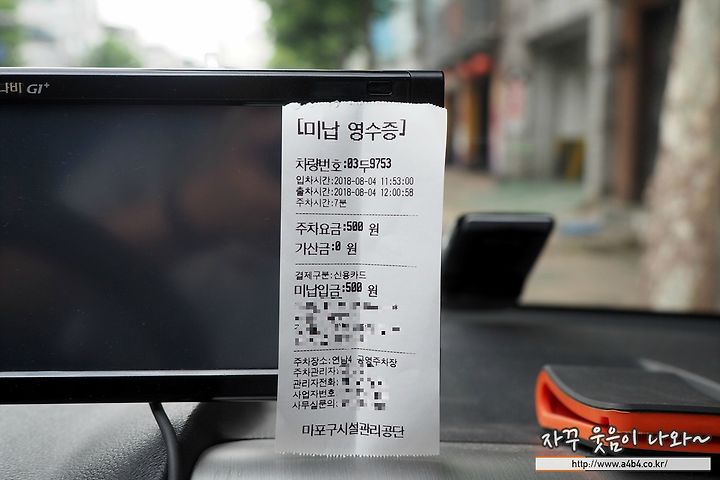 나비 G1+
[미납 영수증]
차량번호:03두9753
입차시간:2018-08-04 11:53:00
출차시간:2018-08-04 12:00:58
주차시간:7분
주차요금:500 원
가산금:0 원
결제구분:신용카드
미납입금:500 원
주차장소:연남4 공영주차장
주차관리자:
관리자전화:
사업자번호
사무실문의:
마포구시설관리공단
자꾸 웃음이 나와~
http://www.a4b4.co.kr/